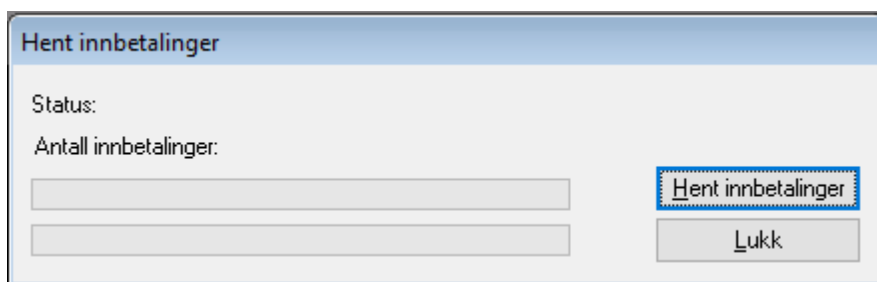 Hent innbetalinger
Status:
Antall innbetalinger:
Hent innbetalinger
Lukk